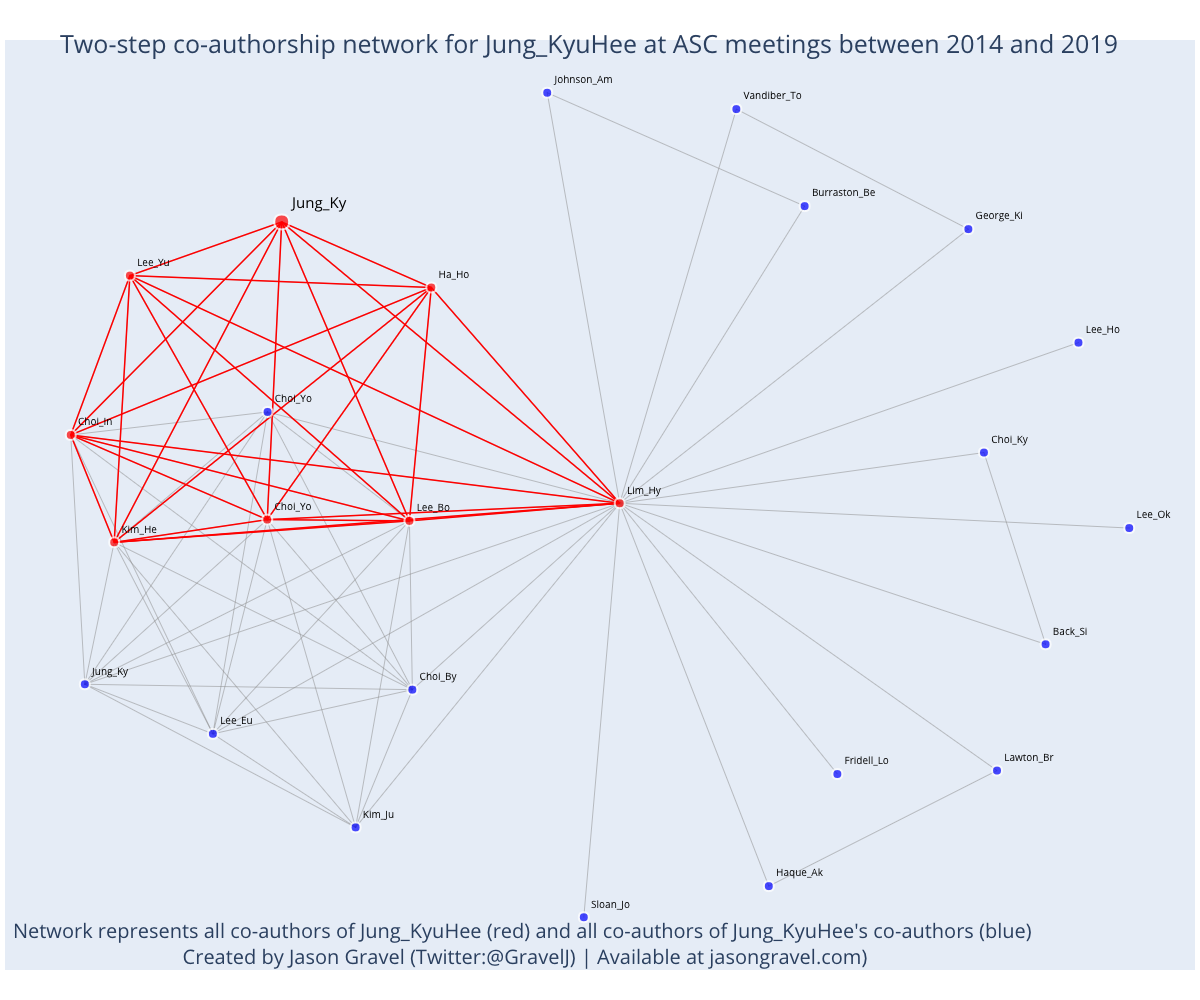 Two-step co-authorship network for Jung_KyuHee at ASC meetings between 2014 and 2019
Johnson_Am
Vandiber_To
Burraston_Be
Jung_Ky
George_Ki
Lee_Yu
Ha_Ho
Lee_Ho
Choi_Yo
Choi_In
Choi_Ky
Lim_Hy
Choi_Yo
Lee_Bo
Lee_Ok
Kim_He
Back_Si
Jung_Ky
Choi_By
Lee_Eu
Fridell_Lo
Lawton_Br
Kim_Ju
Haque_Ak
Sloan_Jo
Network represents all co-authors of Jung_KyuHee (red) and all co-authors of Jung_KyuHee's co-authors (blue)
Created by Jason Gravel (Twitter:@GravelJ) | Available at jasongravel.com)